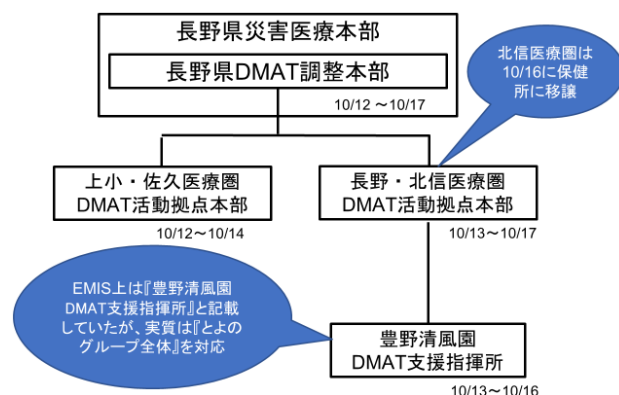 長野県災害医療本部
長野県DMAT調整本部
10/12 ～10/17
北信医療圏は
10/16に保健
所に移譲
上小・佐久医療圏
DMAT活動拠点本部
10/12～10/14
長野・北信医療圏
DMAT活動拠点本部
10/13～10/17
EMIS上は『豊野清風園
DMAT支援指揮所』と記載
していたが、実質は『とよの
グループ全体』を対応
豊野清風園
DMAT支援指揮所
10/13～10/16